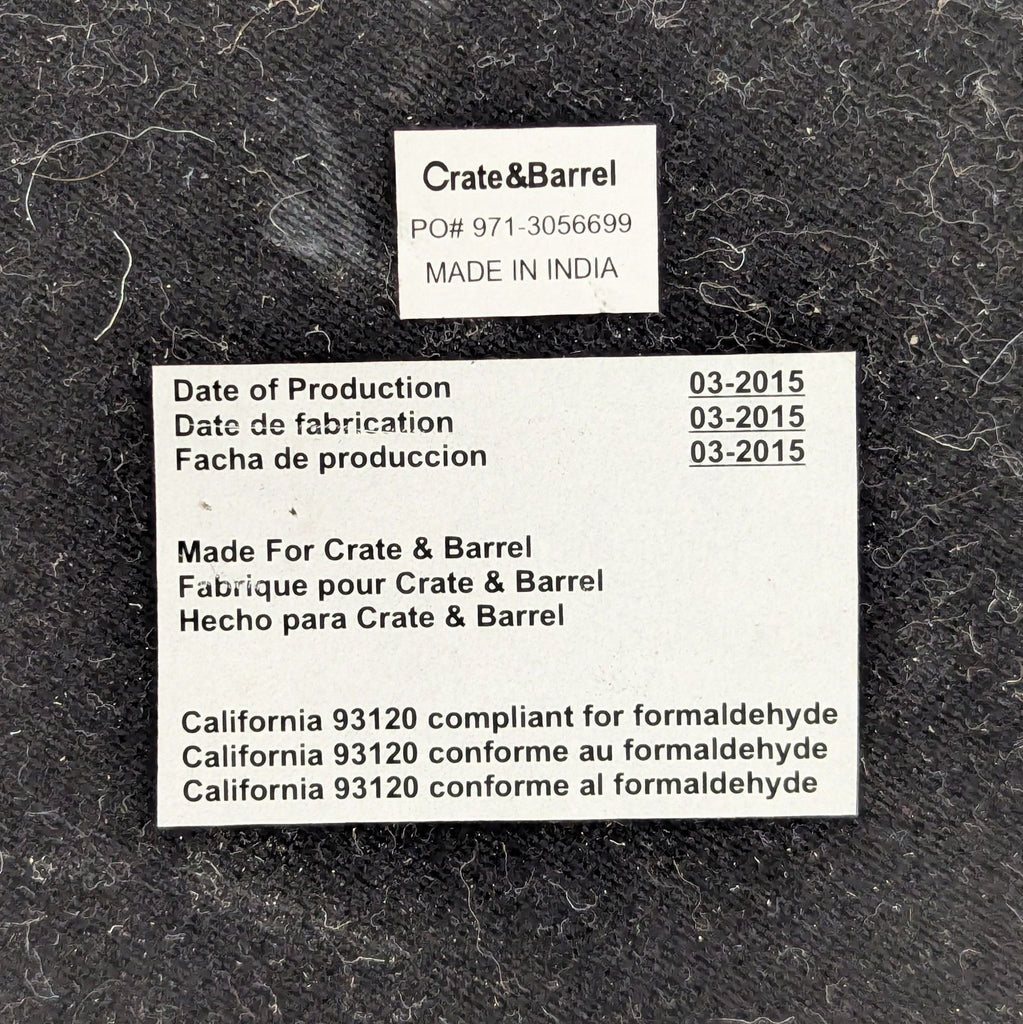 Crate&Barrel
PO# 971-3056699
MADE IN INDIA
Date of Production 03-2015
Date de fabrication 03-2015
Facha de produccion 03-2015
Made For Crate & Barrel
Fabrique pour Crate & Barrel
Hecho para Crate & Barrel
California 93120 compliant for formaldehyde
California 93120 conforme au formaldehyde
California 93120 conforme al formaldehyde